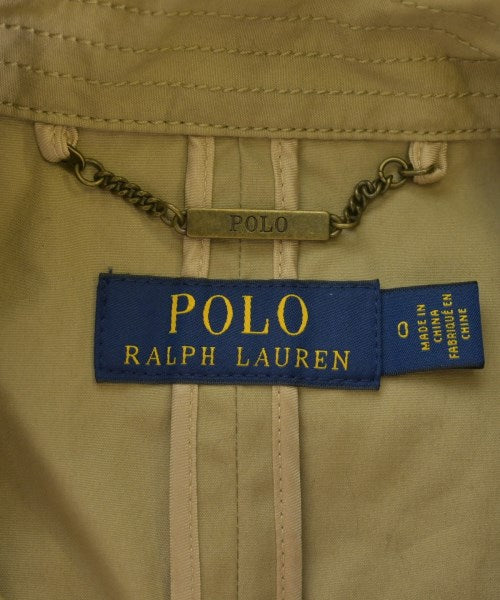 POLO
POLO
RALPH LAUREN
0
MADE IN
CHINA
FABRIQUÉ EN
CHINE